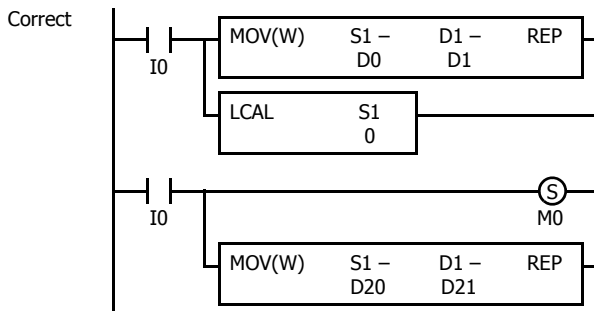 Correct
MOV(W) S1 – D1 – REP
D0 D1
I0
LCAL S1
0
S
I0 M0
MOV(W) S1 – D1 – REP
D20 D21